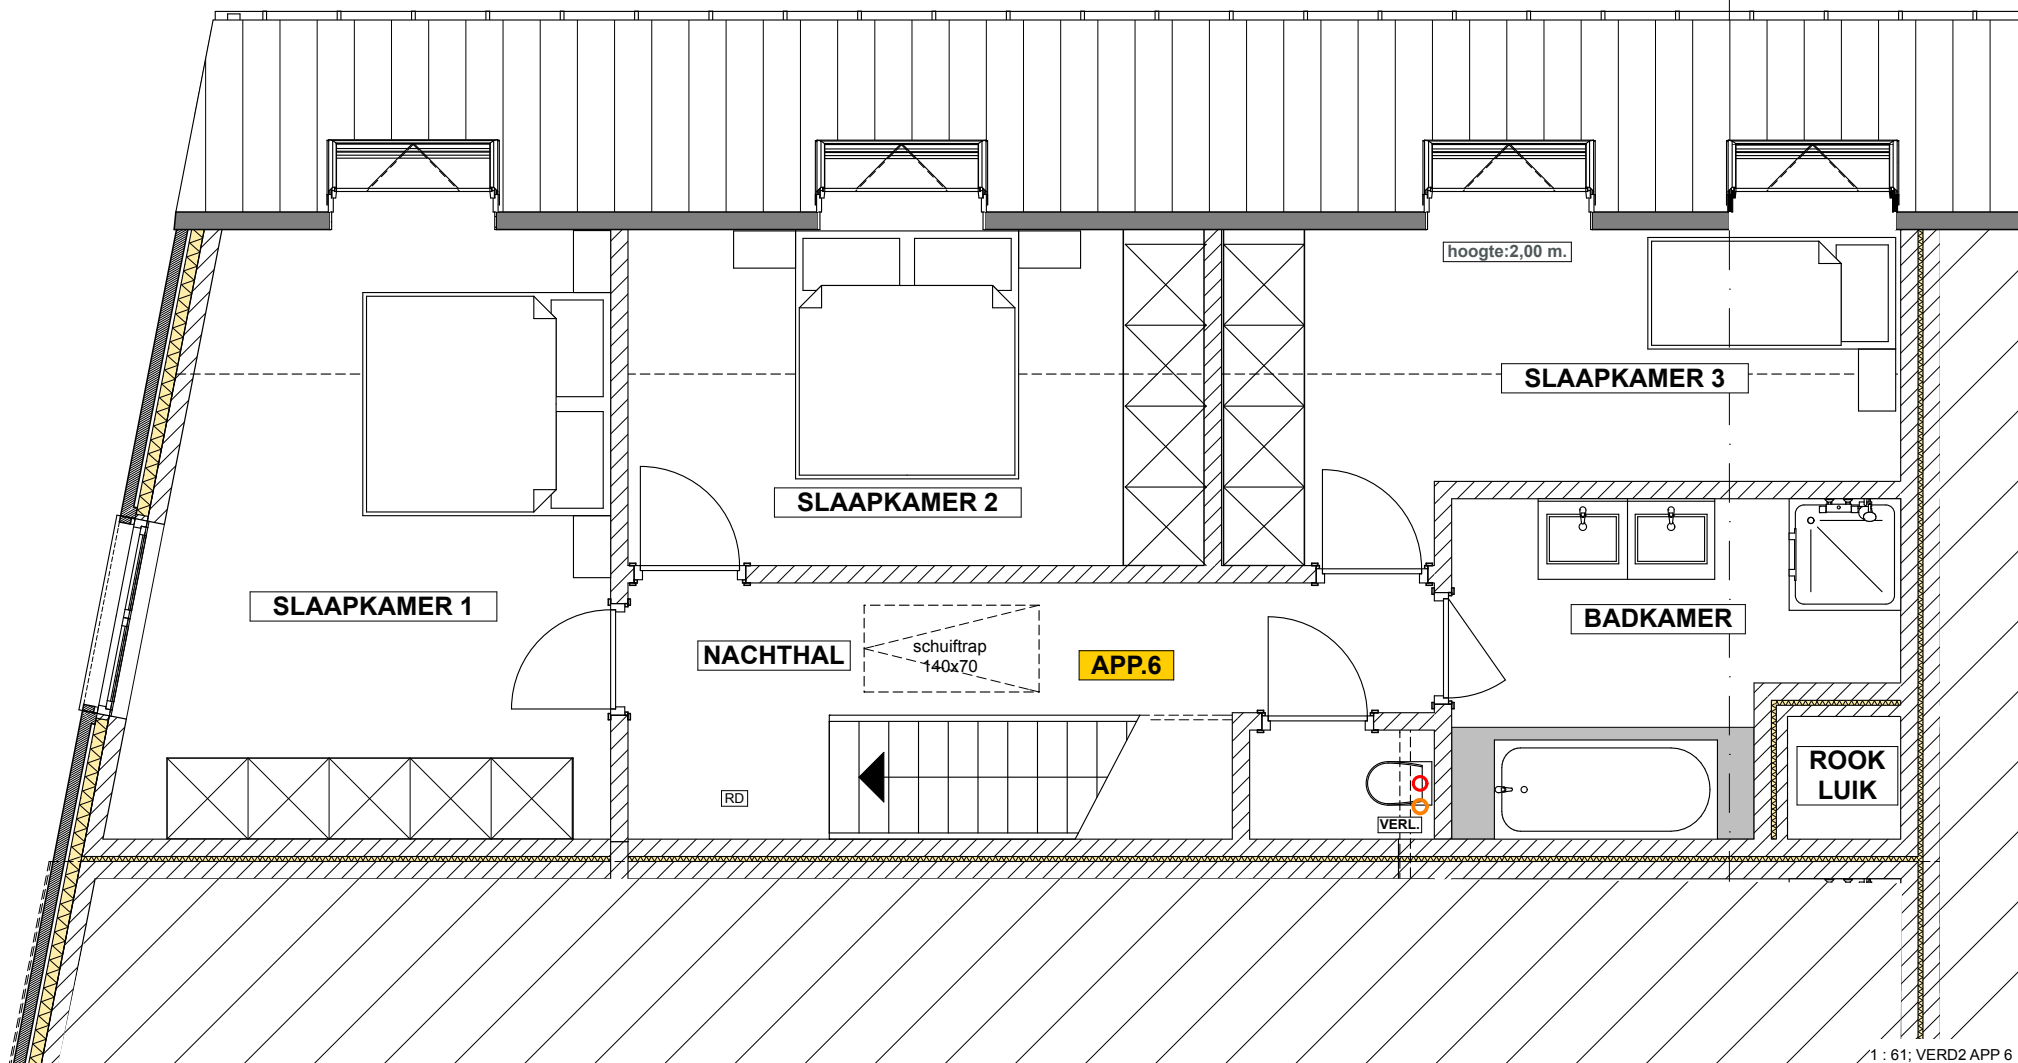 hoogte:2,00 m.
SLAAPKAMER 3
SLAAPKAMER 2
SLAAPKAMER 1
BADKAMER
NACHTHAL
schuiftrap
140x70
APP.6
ROOK
LUIK
RD
VERL.
1 : 61; VERD2 APP 6